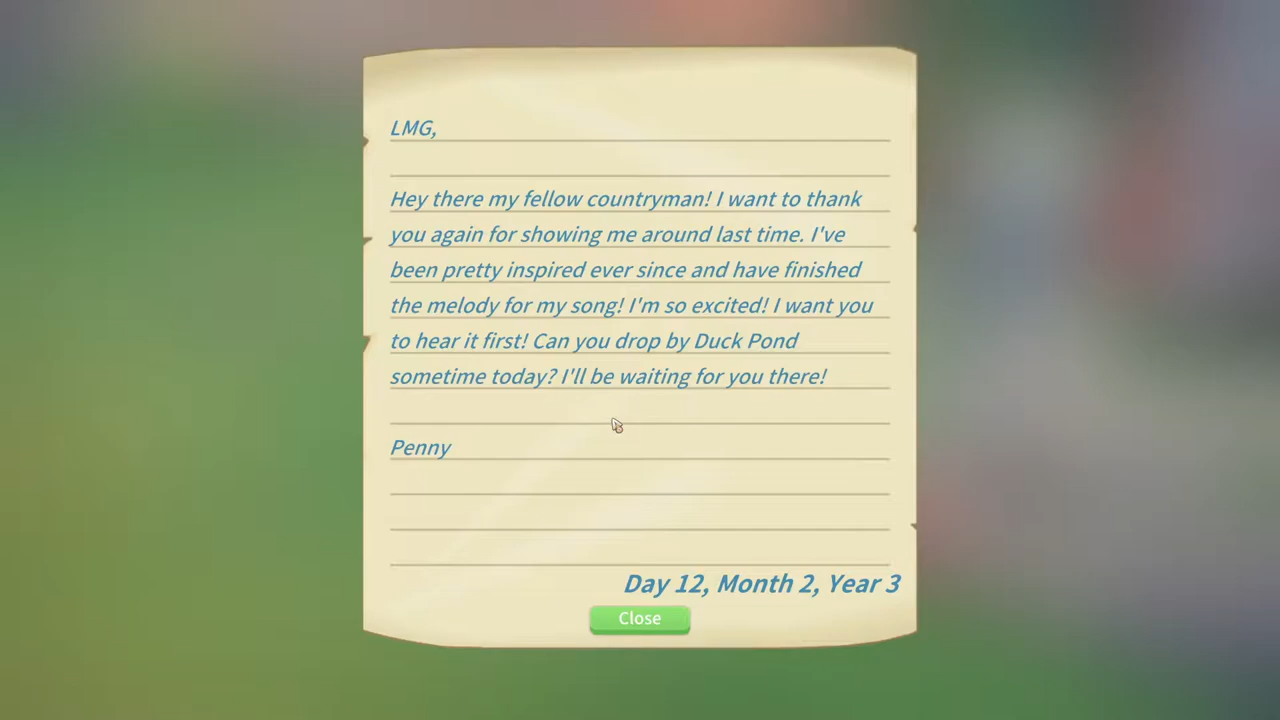 LMG,
Hey there my fellow countryman! I want to thank
you again for showing me around last time. I've
been pretty inspired ever since and have finished
the melody for my song! I'm so excited! I want you
to hear it first! Can you drop by Duck Pond
sometime today? I'll be waiting for you there!
Penny
Day 12, Month 2, Year 3
Close